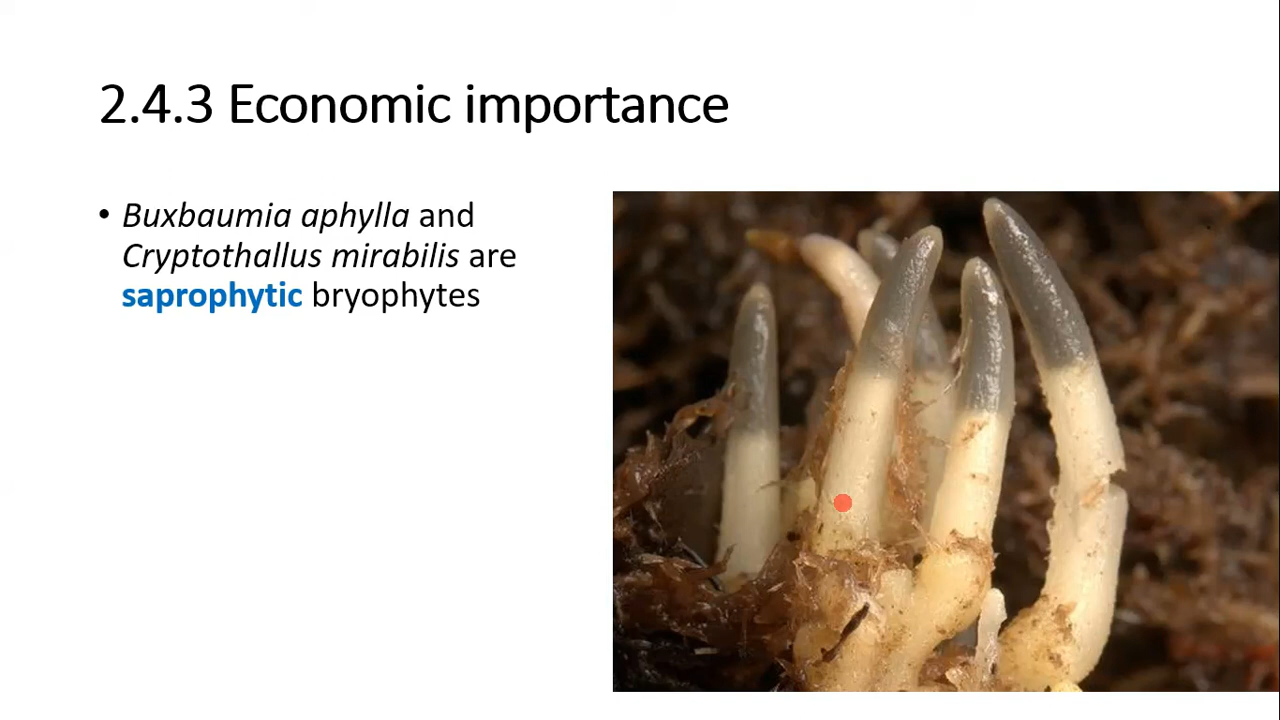 2.4.3 Economic importance
• Buxbaumia aphylla and
Cryptothallus mirabilis are
saprophytic bryophytes